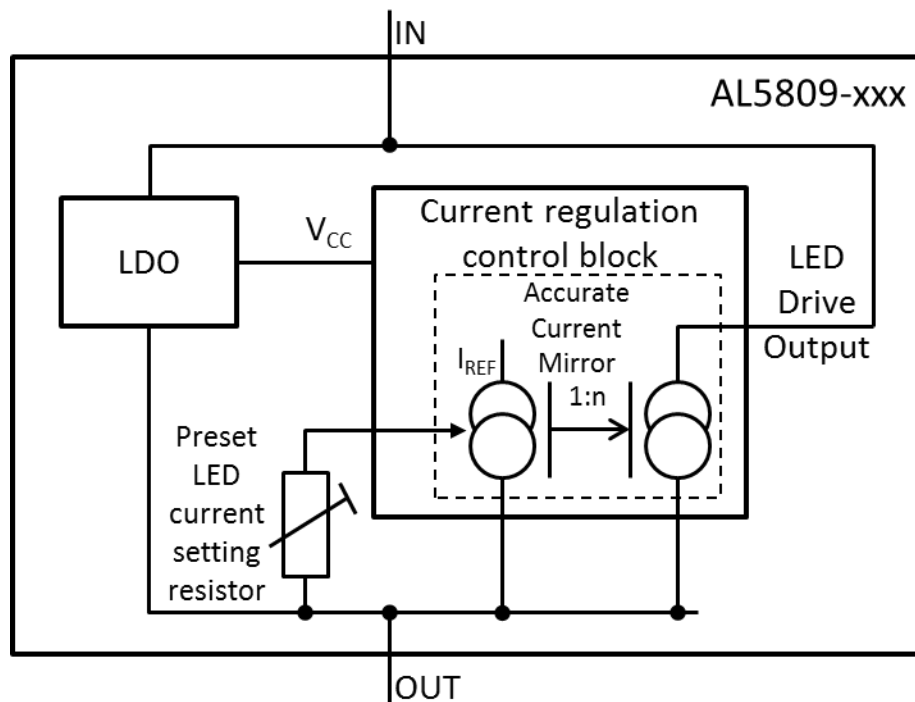 IN
AL5809-xxx
LDO
VCC
Current regulation
control block
Accurate
Current
Mirror
1:n
IREF
LED
Drive
Output
Preset
LED
current
setting
resistor
OUT